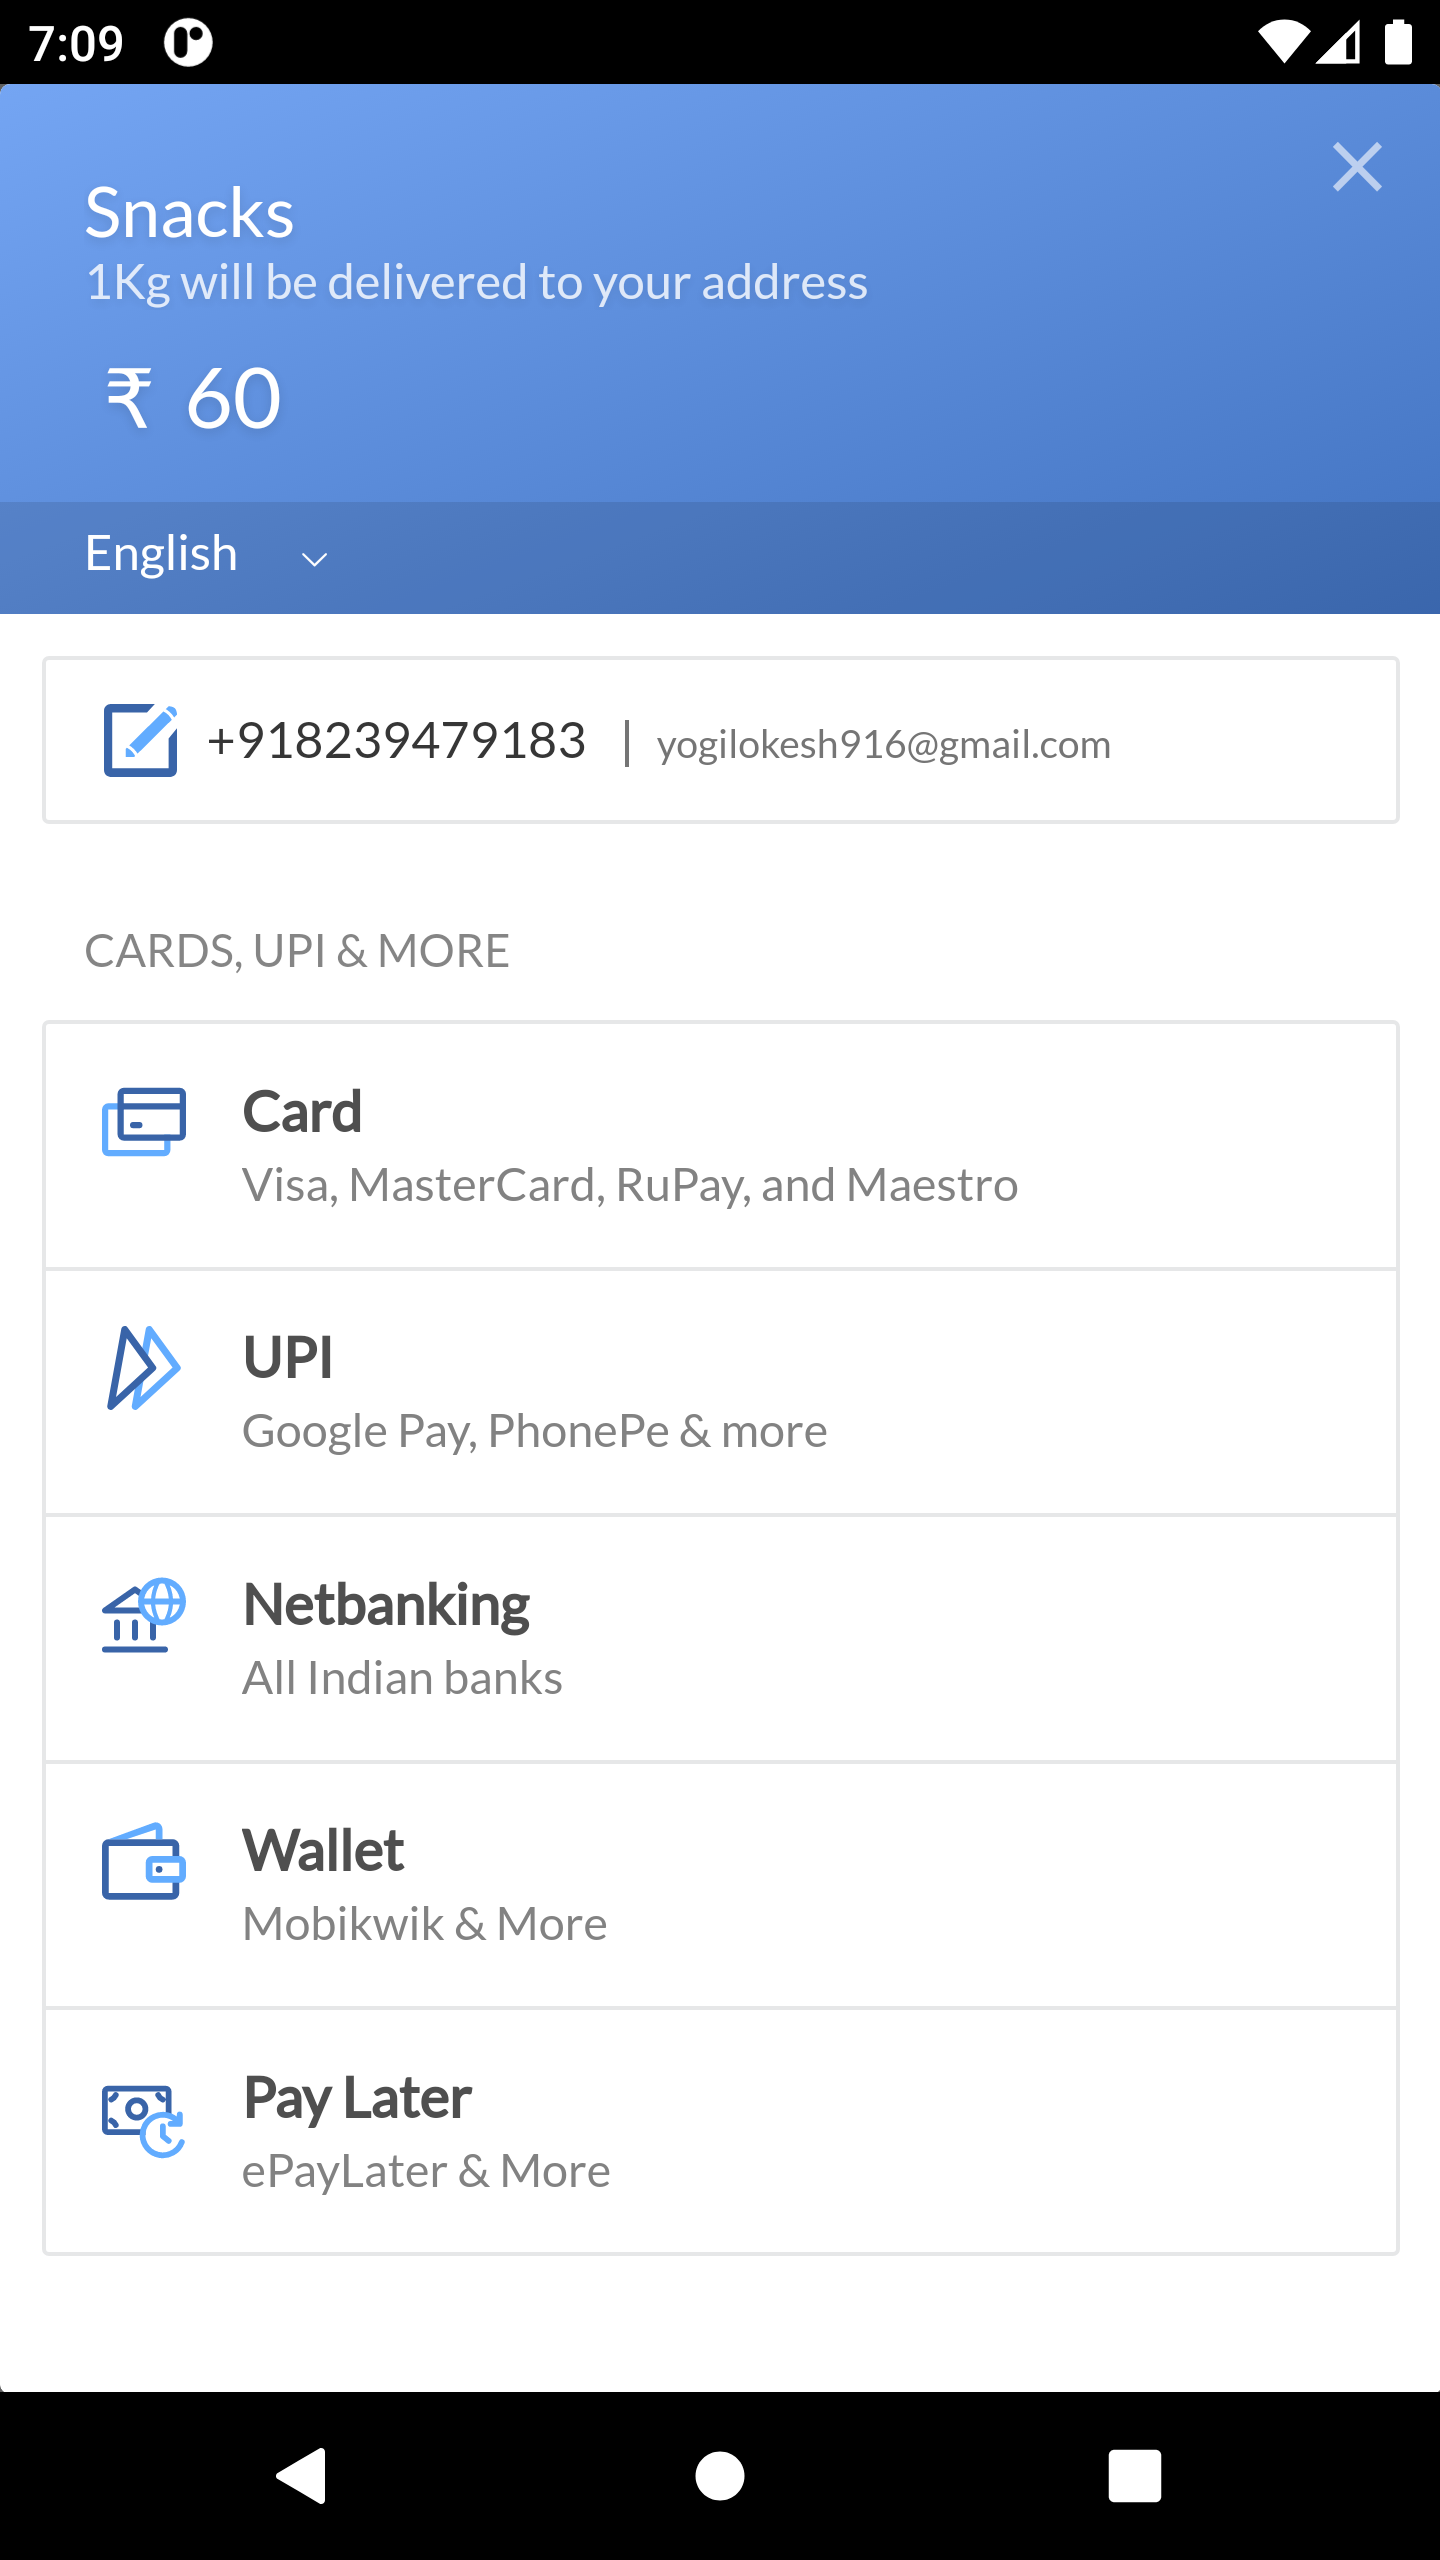 7:09
Snacks
1Kg will be delivered to your address
₹ 60
English
+918239479183 | yogilokesh916@gmail.com
CARDS, UPI & MORE
Card
Visa, MasterCard, RuPay, and Maestro
UPI
Google Pay, PhonePe & more
Netbanking
All Indian banks
Wallet
Mobikwik & More
Pay Later
ePayLater & More